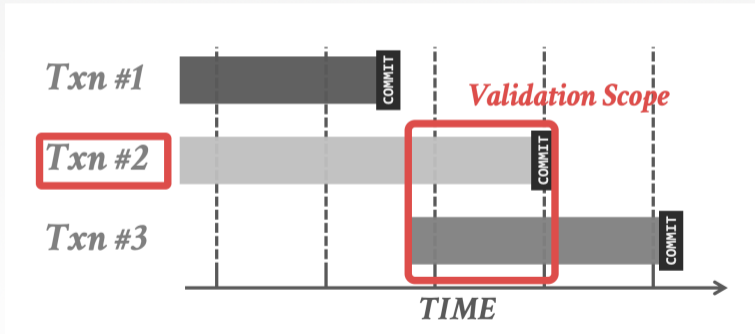 Txn #1
COMMIT
Validation Scope
Txn #2
COMMIT
Txn #3
COMMIT
TIME